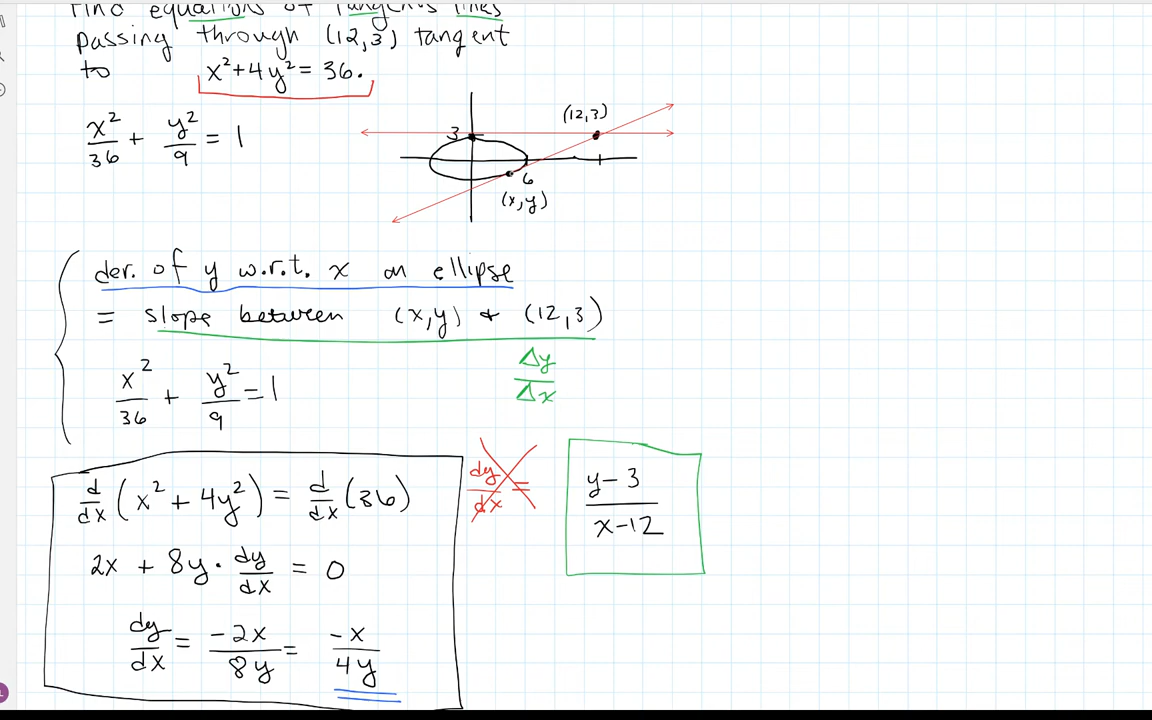 Find equations of tangents lines
passing through (12,3) tangent
to x²+4y²= 36.
x²/36 + y²/9 = 1
(12,3)
3
6
(x,y)
der. of y w.r.t. x on ellipse
= slope between (x,y) & (12,3)
Δy/Δx
x²/36 + y²/9 = 1
d/dx (x² + 4y²) = d/dx (36)
dy/dx =
y-3/x-12
2x + 8y · dy/dx = 0
dy/dx = -2x/8y = -x/4y